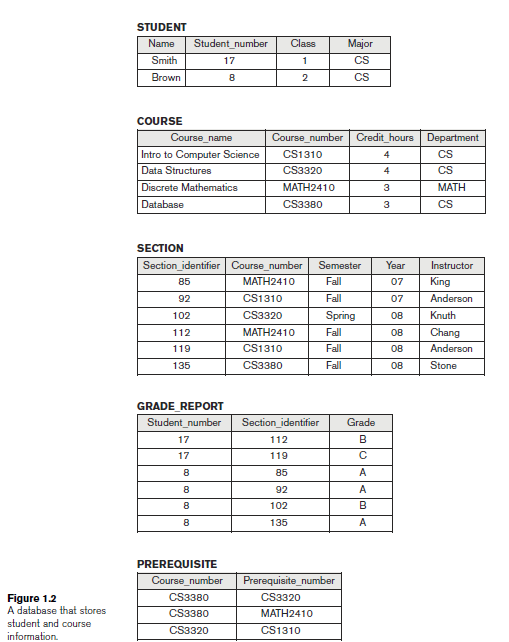 STUDENT
Name Student_number Class Major
Smith 17 1 CS
Brown 8 2 CS
COURSE
Course_name Course_number Credit_hours Department
Intro to Computer Science CS1310 4 CS
Data Structures CS3320 4 CS
Discrete Mathematics MATH2410 3 MATH
Database CS3380 3 CS
SECTION
Section_identifier Course_number Semester Year Instructor
85 MATH2410 Fall 07 King
92 CS1310 Fall 07 Anderson
102 CS3320 Spring 08 Knuth
112 MATH2410 Fall 08 Chang
119 CS1310 Fall 08 Anderson
135 CS3380 Fall 08 Stone
GRADE_REPORT
Student_number Section_identifier Grade
17 112 B
17 119 C
8 85 A
8 92 A
8 102 B
8 135 A
PREREQUISITE
Course_number Prerequisite_number
CS3380 CS3320
CS3380 MATH2410
CS3320 CS1310
Figure 1.2
A database that stores
student and course
information.